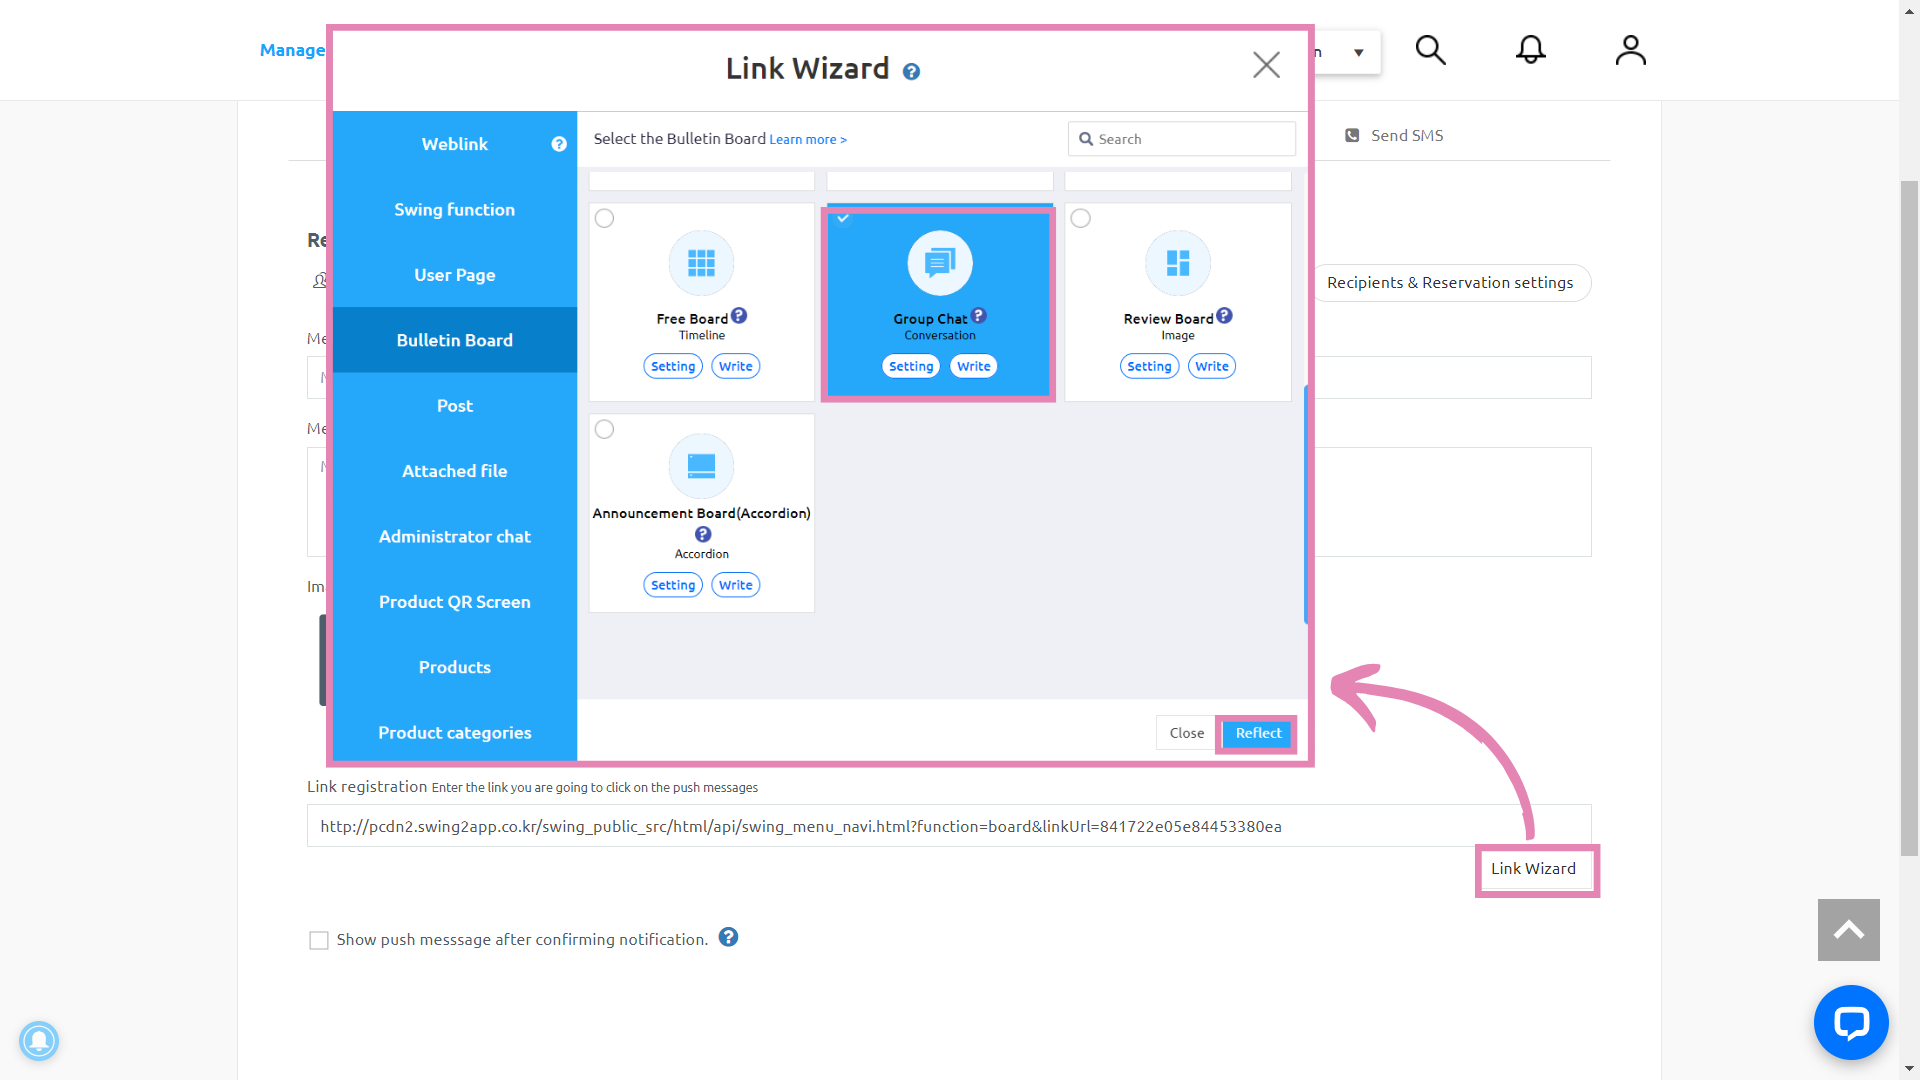 Manage
Link Wizard ?
n
Weblink ?
Select the Bulletin Board Learn more >
Search
Send SMS
Swing function
Re
User Page
Recipients & Reservation settings
Free Board ?
Timeline
Setting Write
Group Chat ?
Conversation
Setting Write
Review Board ?
Image
Setting Write
Bulletin Board
Me
Post
Me
Attached file
Announcement Board(Accordion)
?
Accordion
Setting Write
Administrator chat
Im
Product QR Screen
Products
Product categories
Close Reflect
Link registration Enter the link you are going to click on the push messages
http://pcdn2.swing2app.co.kr/swing_public_src/html/api/swing_menu_navi.html?function=board&linkUrl=841722e05e84453380ea
Link Wizard
Show push messsage after confirming notification. ?